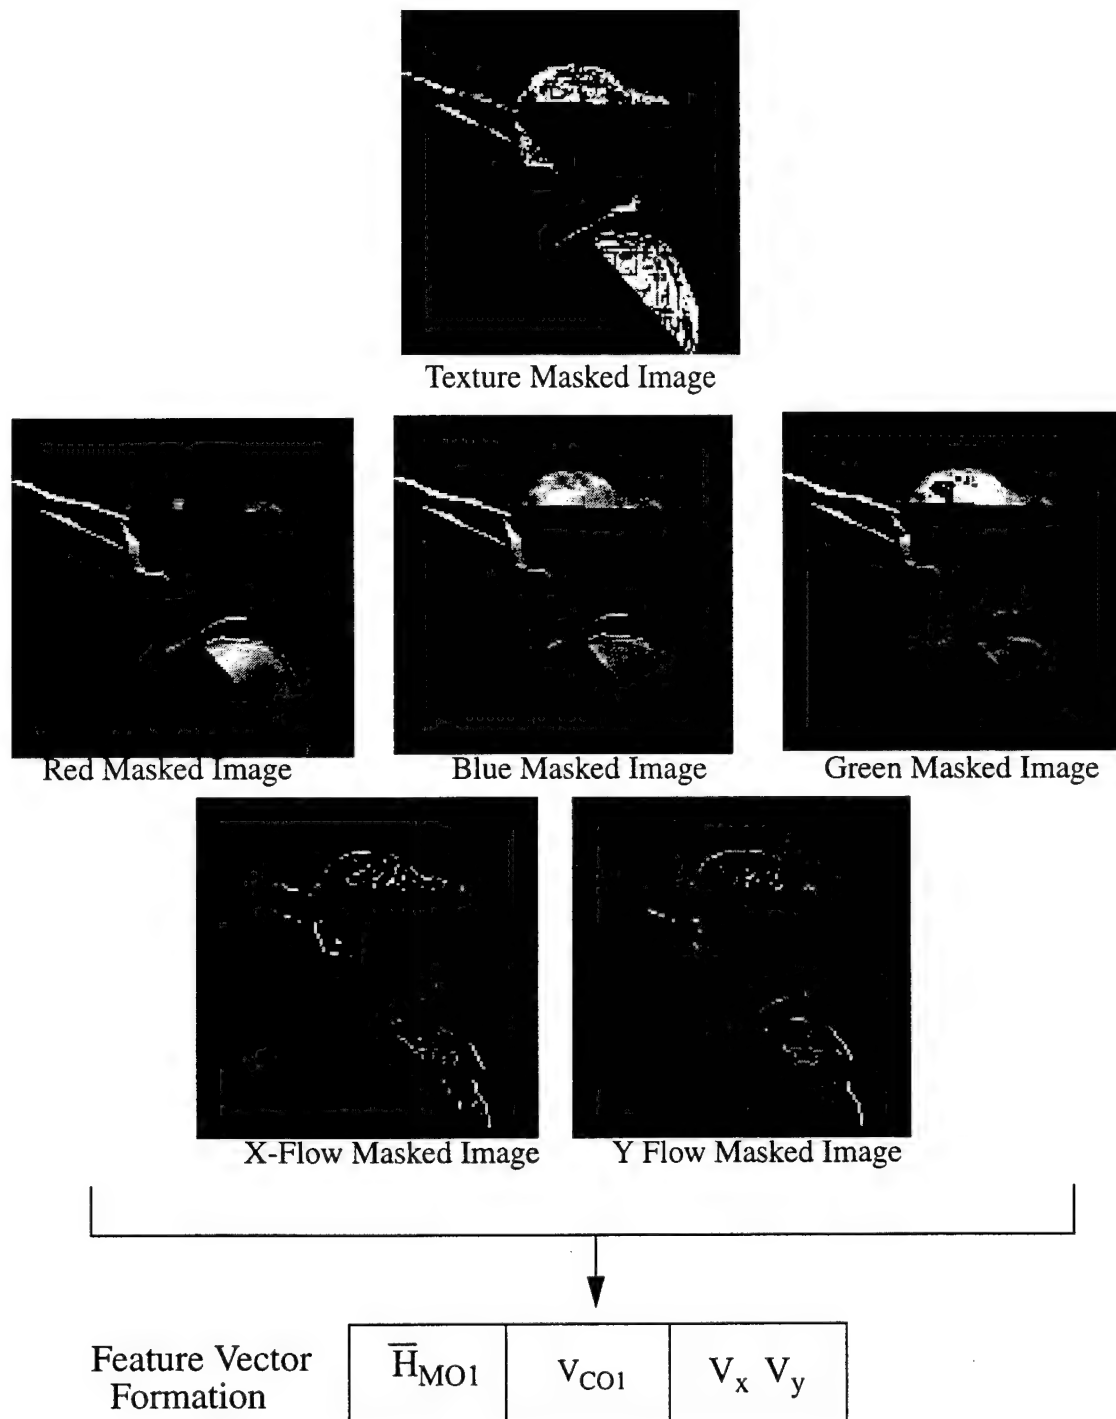 Texture Masked Image
Red Masked Image
Blue Masked Image
Green Masked Image
X-Flow Masked Image
Y Flow Masked Image
Feature Vector
Formation
H̅MO1
VCO1
Vx Vy